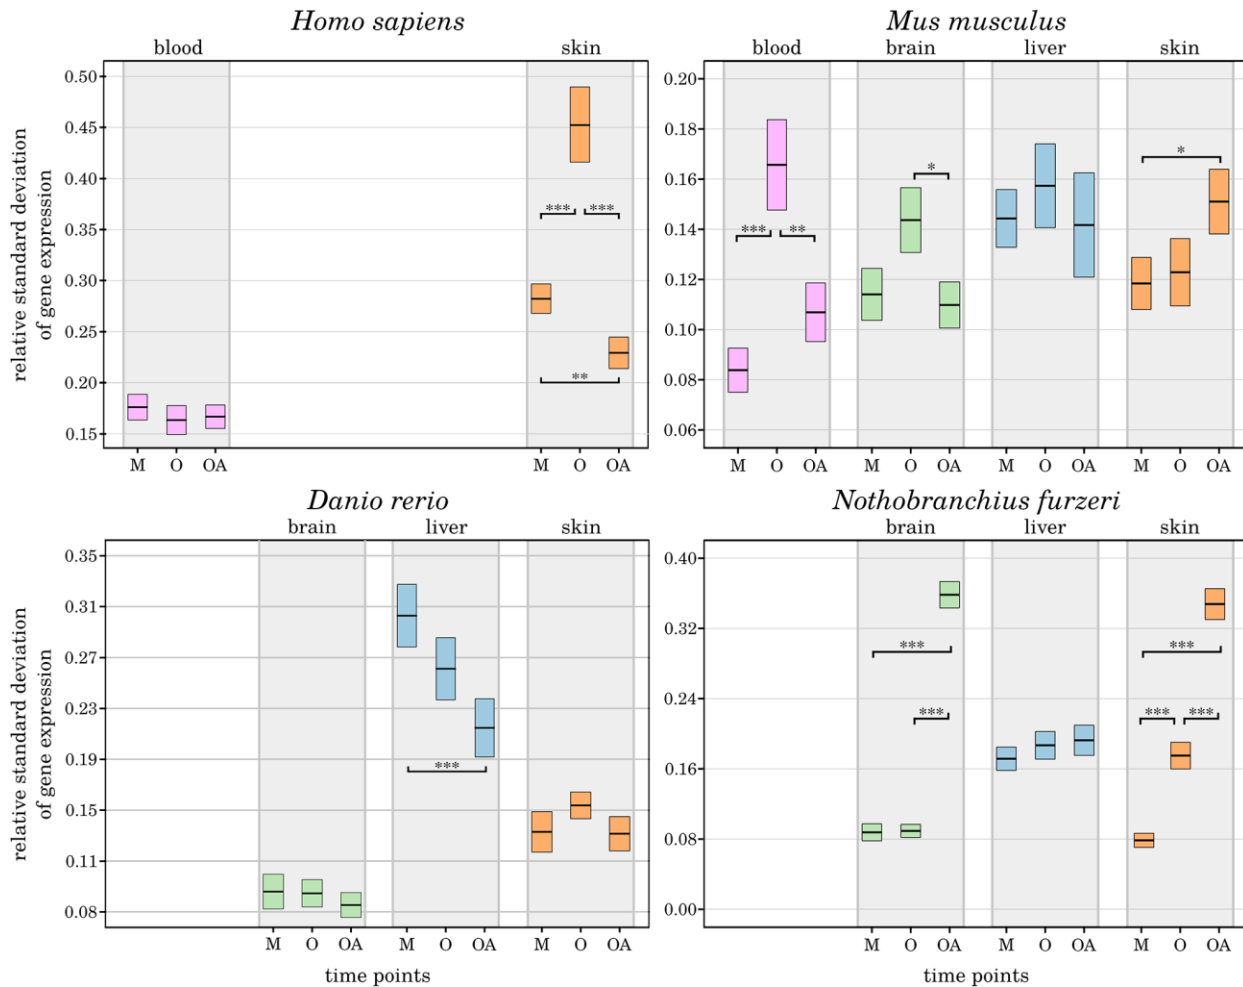 Homo sapiens
blood skin
0.50
0.45
0.40
0.35
0.30
0.25
0.20
0.15
relative standard deviation
of gene expression
*** ***
**
M O OA M O OA
Mus musculus
blood brain liver skin
0.20
0.18
0.16
0.14
0.12
0.10
0.08
0.06
*** ** * *
M O OA M O OA M O OA M O OA
Danio rerio
brain liver skin
0.35
0.31
0.27
0.23
0.19
0.15
0.11
0.08
relative standard deviation
of gene expression
***
M O OA M O OA M O OA
time points
Nothobranchius furzeri
brain liver skin
0.40
0.32
0.24
0.16
0.08
0.00
*** ***
*** *** ***
M O OA M O OA M O OA
time points